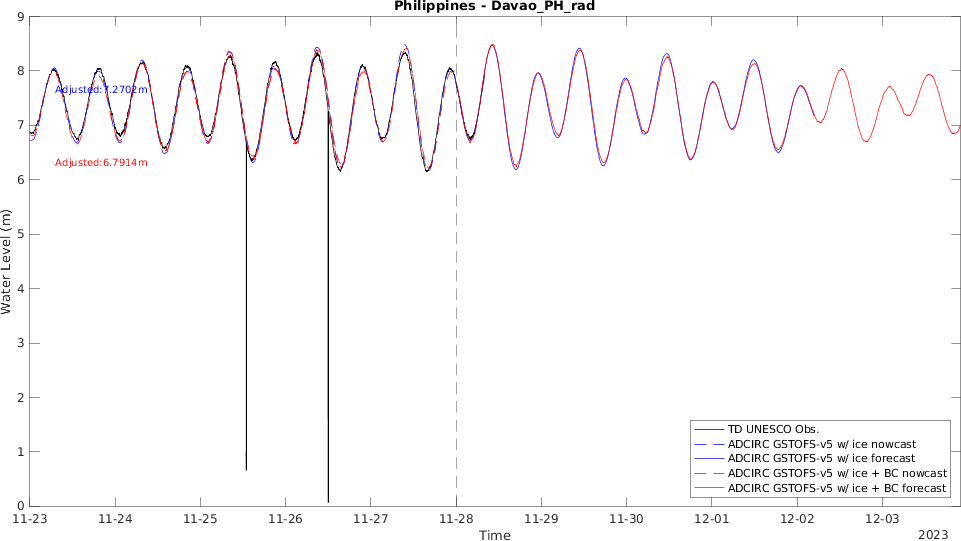 Philippines - Davao_PH_rad
9
8
7
6
5
4
3
2
1
0
Water Level (m)
Adjusted:7.2702m
Adjusted:6.7914m
TD UNESCO Obs.
ADCIRC GSTOFS-v5 w/ ice nowcast
ADCIRC GSTOFS-v5 w/ ice forecast
ADCIRC GSTOFS-v5 w/ ice + BC nowcast
ADCIRC GSTOFS-v5 w/ ice + BC forecast
11-23 11-24 11-25 11-26 11-27 11-28 11-29 11-30 12-01 12-02 12-03
Time
2023